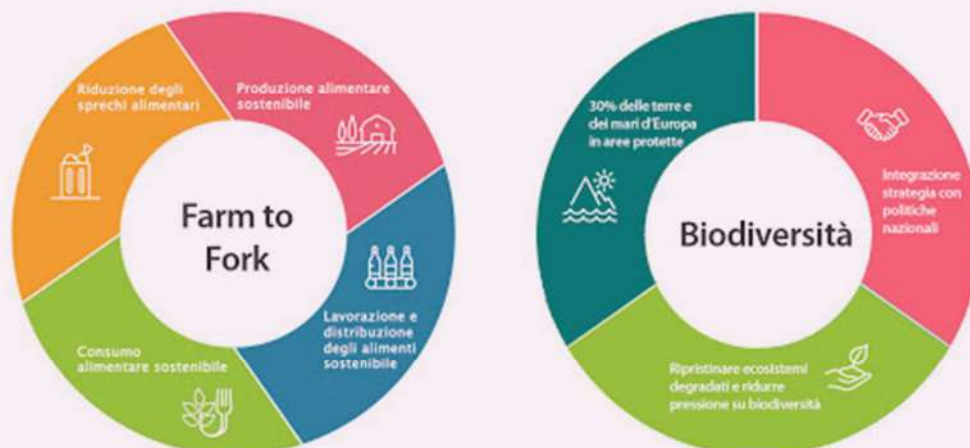 Riduzione degli
sprechi alimentari
Produzione alimentare
sostenibile
Farm to
Fork
Lavorazione e
distribuzione
degli alimenti
sostenibile
Consumo
alimentare sostenibile
30% delle terre e
dei mari d'Europa
in aree protette
Integrazione
strategia con
politiche
nazionali
Biodiversità
Ripristinare ecosistemi
degradati e ridurre
pressione su biodiversità